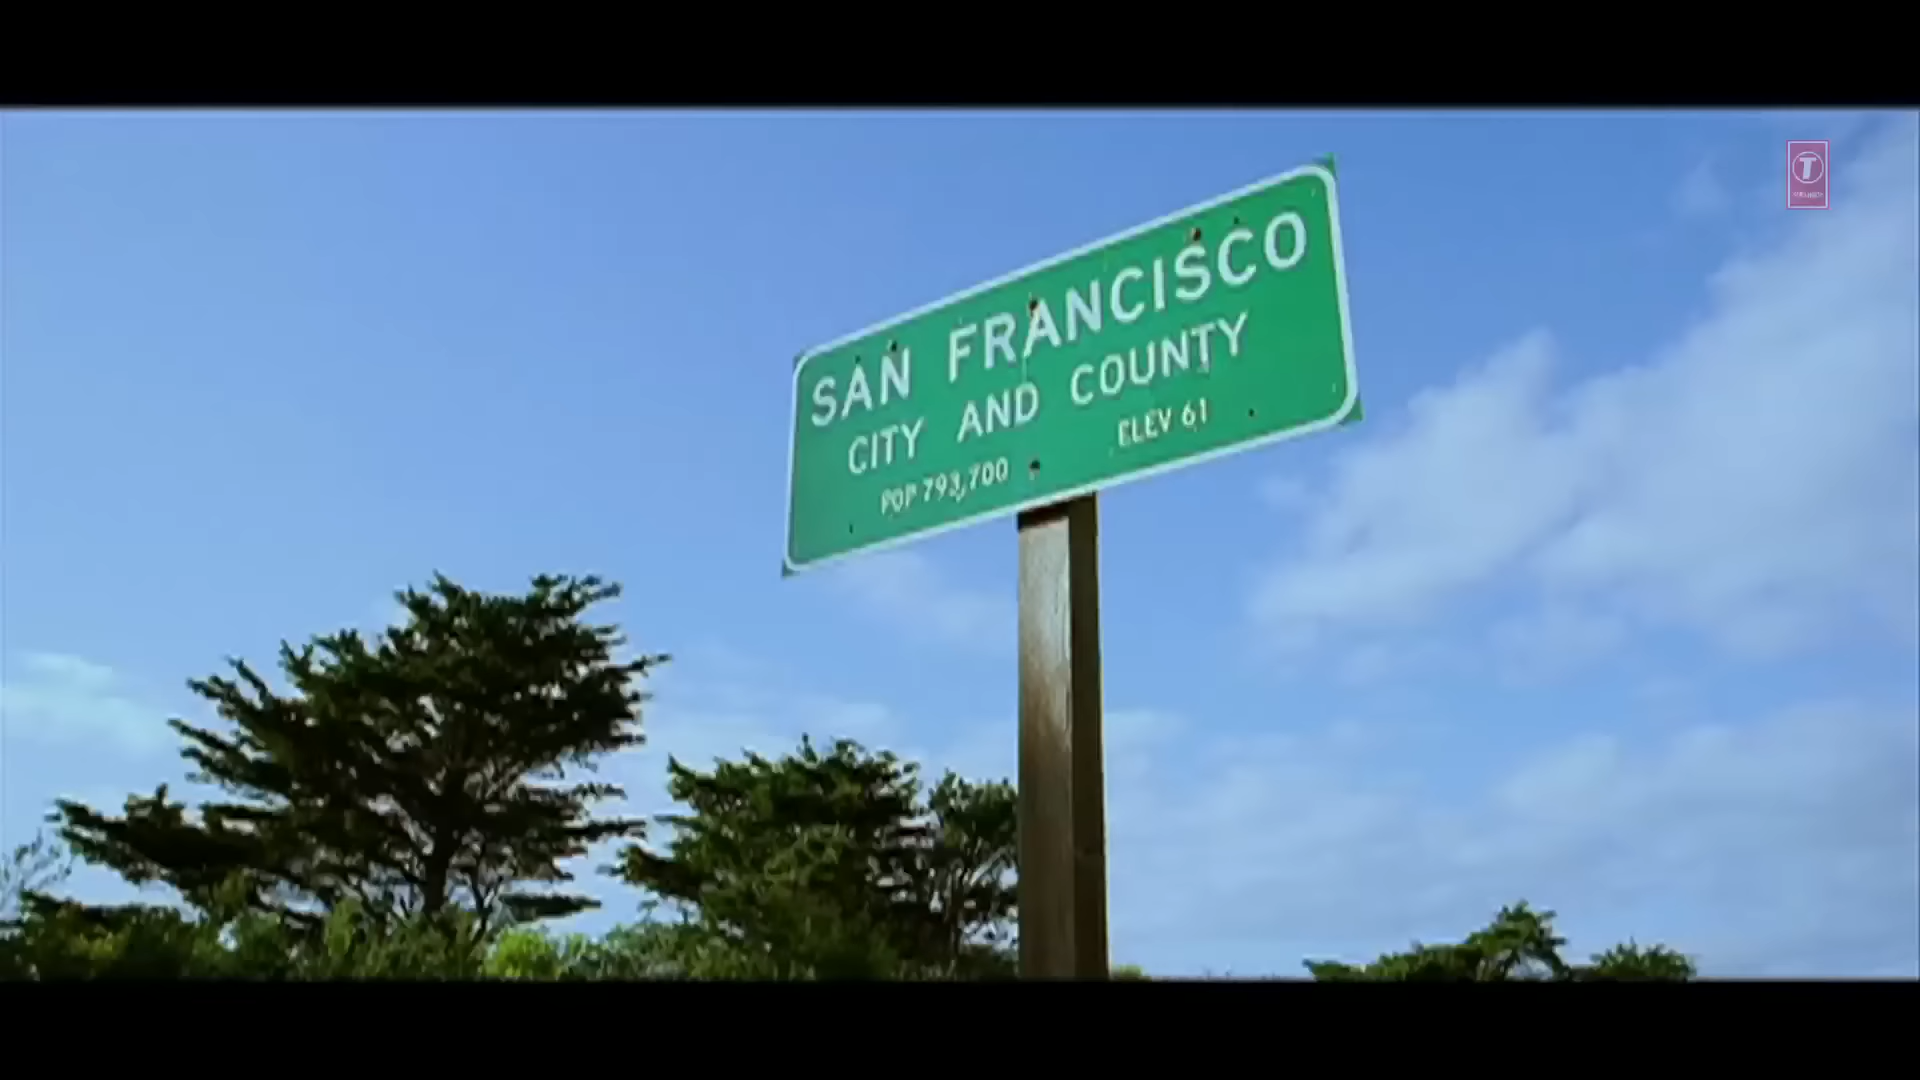 SAN FRANCISCO
CITY AND COUNTY
POP 793,700 ELEV 61
T